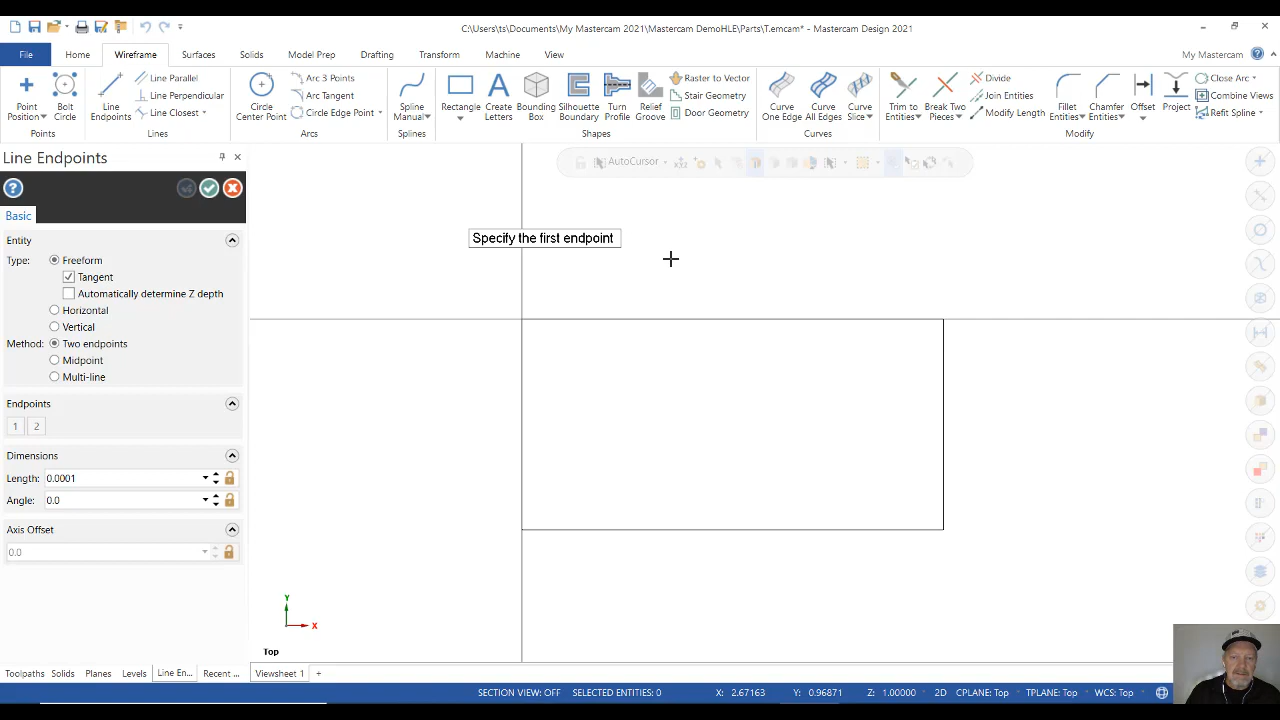 C:\Users\ts\Documents\My Mastercam 2021\Mastercam DemoHLE\Parts\T.emcam* - Mastercam Design 2021
File Home Wireframe Surfaces Solids Model Prep Drafting Transform Machine View My Mastercam
Line Parallel Arc 3 Points Raster to Vector Divide Close Arc
Line Perpendicular Arc Tangent Stair Geometry Join Entities Combine Views
Line Closest Circle Edge Point Door Geometry Modify Length Refit Spline
Point Bolt Line Circle Spline Rectangle Create Bounding Silhouette Turn Relief Curve Curve Curve Trim to Break Two Fillet Chamfer Offset Project
Position Circle Endpoints Center Point Manual Letters Box Boundary Profile Groove One Edge All Edges Slice Entities Pieces Entities Entities
Points Lines Arcs Splines Shapes Curves Modify
Line Endpoints
AutoCursor
Basic
Entity
Type: Freeform
Tangent
Automatically determine Z depth
Horizontal
Vertical
Method: Two endpoints
Midpoint
Multi-line
Endpoints
1 2
Dimensions
Length: 0.0001
Angle: 0.0
Axis Offset
0.0
Specify the first endpoint
Y
X
Top
Toolpaths Solids Planes Levels Line En... Recent ... Viewsheet 1 +
SECTION VIEW: OFF SELECTED ENTITIES: 0 X: 2.67163 Y: 0.96871 Z: 1.00000 2D CPLANE: Top TPLANE: Top WCS: Top